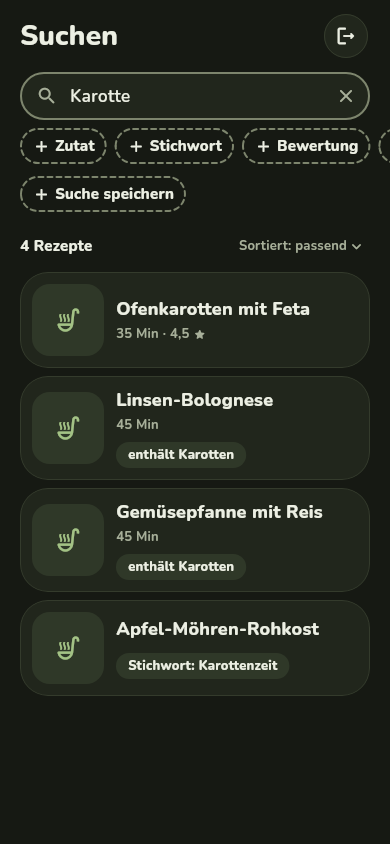 Suchen
Karotte
Zutat
Stichwort
Bewertung
Suche speichern
4 Rezepte
Sortiert: passend
Ofenkarotten mit Feta
35 Min · 4,5 ★
Linsen-Bolognese
45 Min
enthält Karotten
Gemüsepfanne mit Reis
45 Min
enthält Karotten
Apfel-Möhren-Rohkost
Stichwort: Karottenzeit